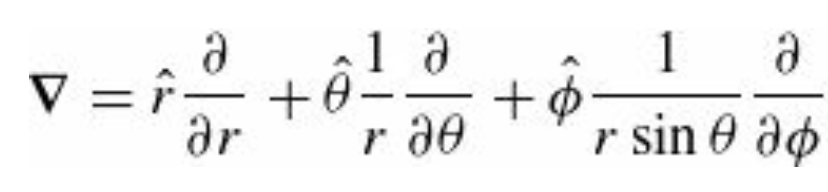 ∇ = r̂ ∂/∂r + θ̂ 1/r ∂/∂θ + φ̂ 1/(r sin θ) ∂/∂φ